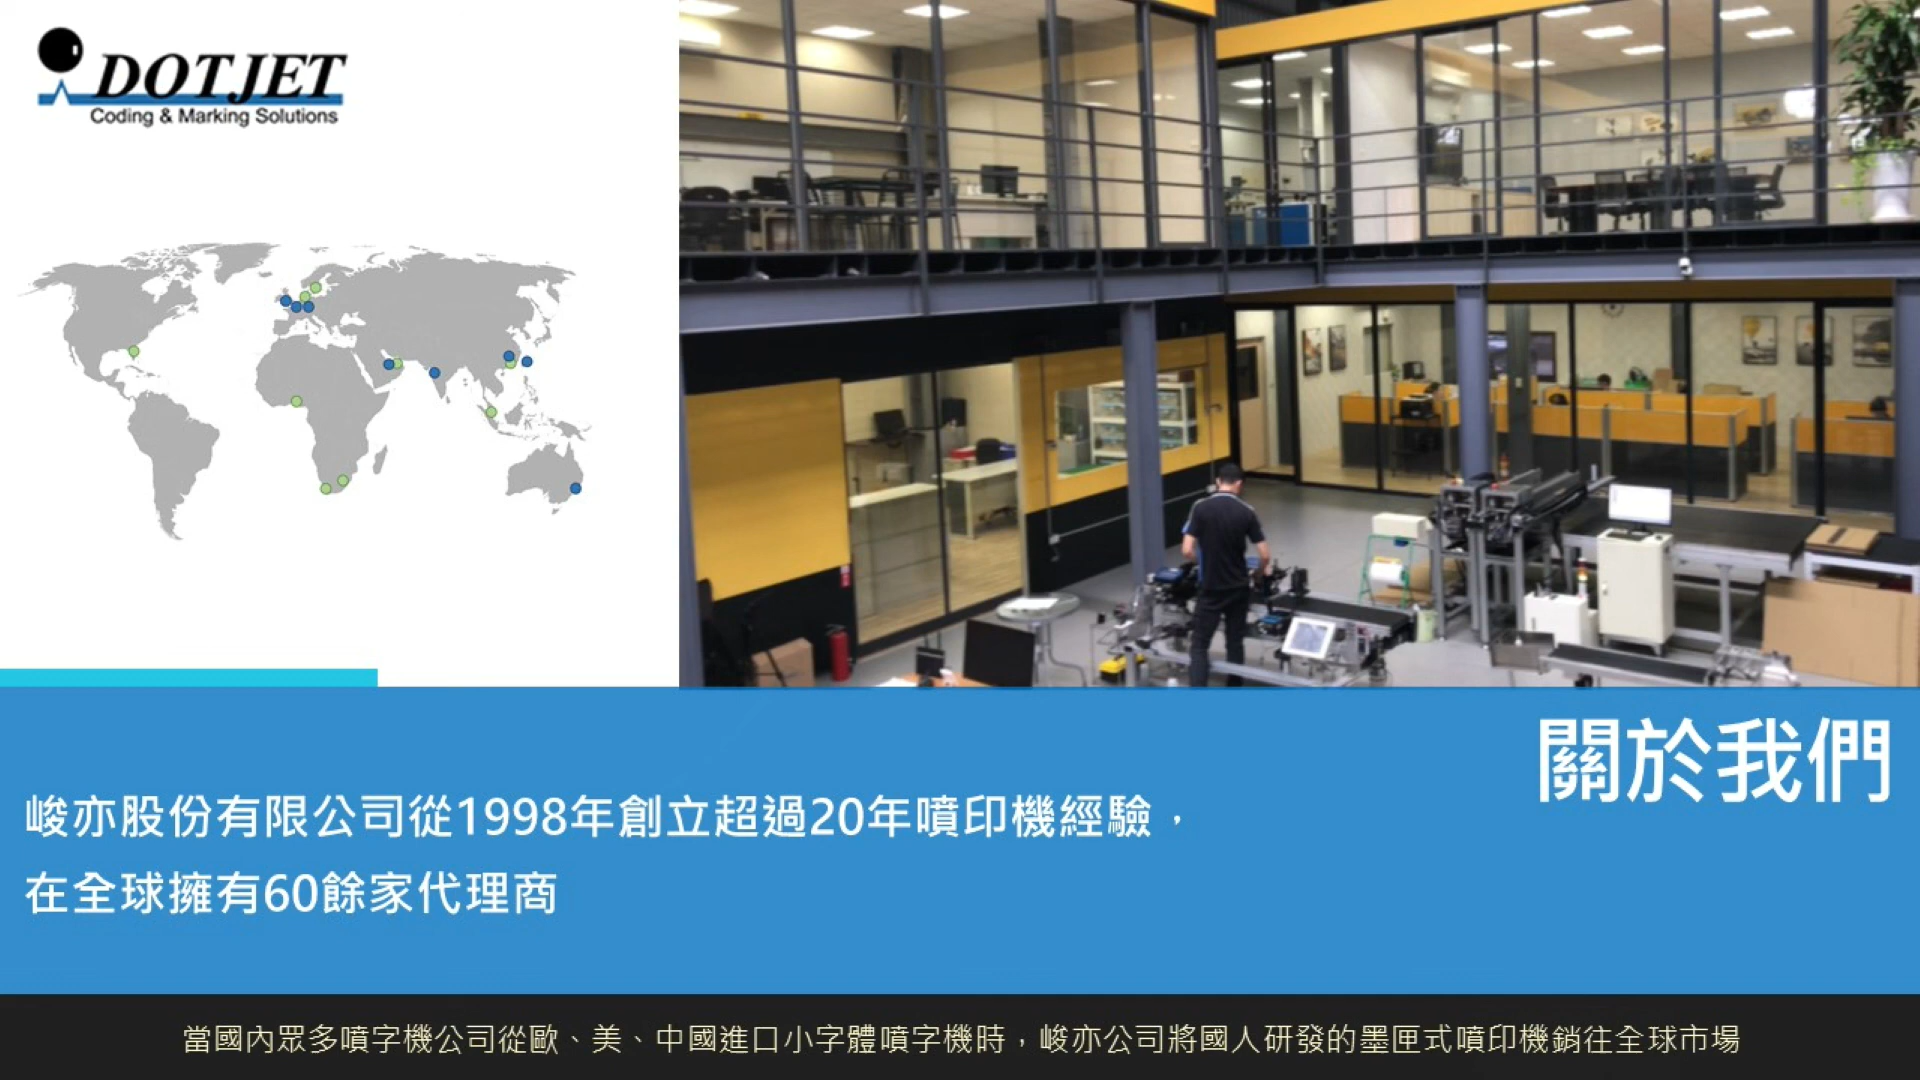 DOTJET
Coding & Marking Solutions
關於我們
峻亦股份有限公司從1998年創立超過20年噴印機經驗，
在全球擁有60餘家代理商
當國內眾多噴字機公司從歐、美、中國進口小字體噴字機時，峻亦公司將國人研發的墨匣式噴印機銷往全球市場